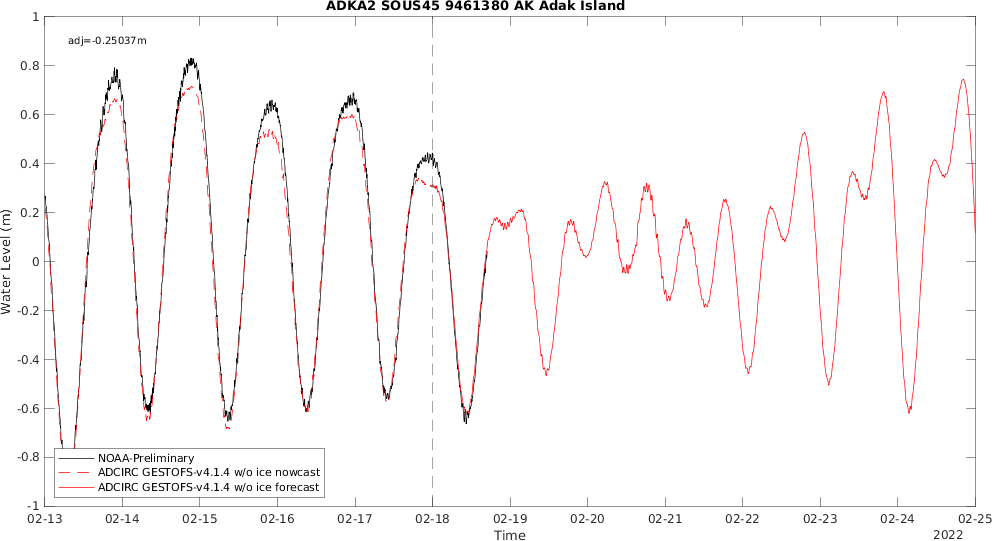 ADKA2 SOUS45 9461380 AK Adak Island
adj=-0.25037m
Water Level (m)
1
0.8
0.6
0.4
0.2
0
-0.2
-0.4
-0.6
-0.8
-1
NOAA-Preliminary
ADCIRC GESTOFS-v4.1.4 w/o ice nowcast
ADCIRC GESTOFS-v4.1.4 w/o ice forecast
02-13 02-14 02-15 02-16 02-17 02-18 02-19 02-20 02-21 02-22 02-23 02-24 02-25
Time
2022